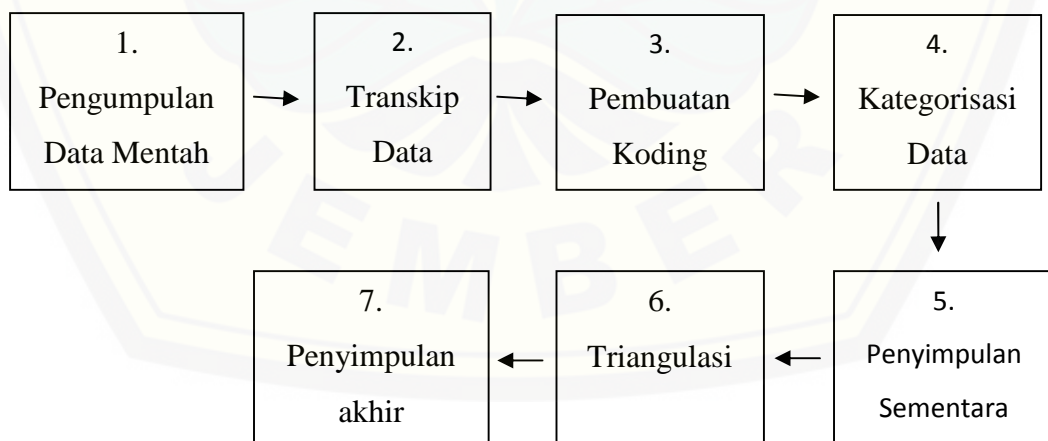 1.
Pengumpulan
Data Mentah
2.
Transkip
Data
3.
Pembuatan
Koding
4.
Kategorisasi
Data
5.
Penyimpulan
Sementara
6.
Triangulasi
7.
Penyimpulan
akhir
JEMBER